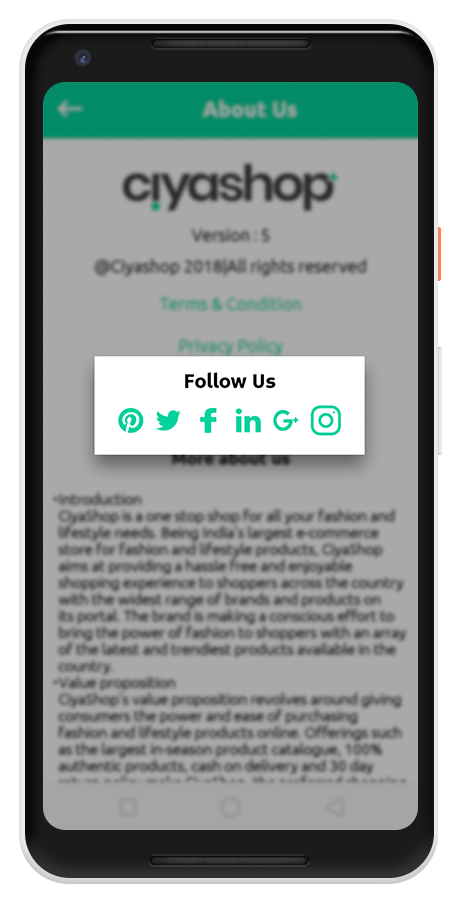 About Us
ciyashop
Version : 5
@Ciyashop 2018|All rights reserved
Terms & Condition
Privacy Policy
Follow Us
More about us
•Introduction
CiyaShop is a one stop shop for all your fashion and
lifestyle needs. Being India's largest e-commerce
store for fashion and lifestyle products, CiyaShop
aims at providing a hassle free and enjoyable
shopping experience to shoppers across the country
with the widest range of brands and products on
its portal. The brand is making a conscious effort to
bring the power of fashion to shoppers with an array
of the latest and trendiest products available in the
country.
•Value proposition
CiyaShop's value proposition revolves around giving
consumers the power and ease of purchasing
fashion and lifestyle products online. Offerings such
as the largest in-season product catalogue, 100%
authentic products, cash on delivery and 30 day